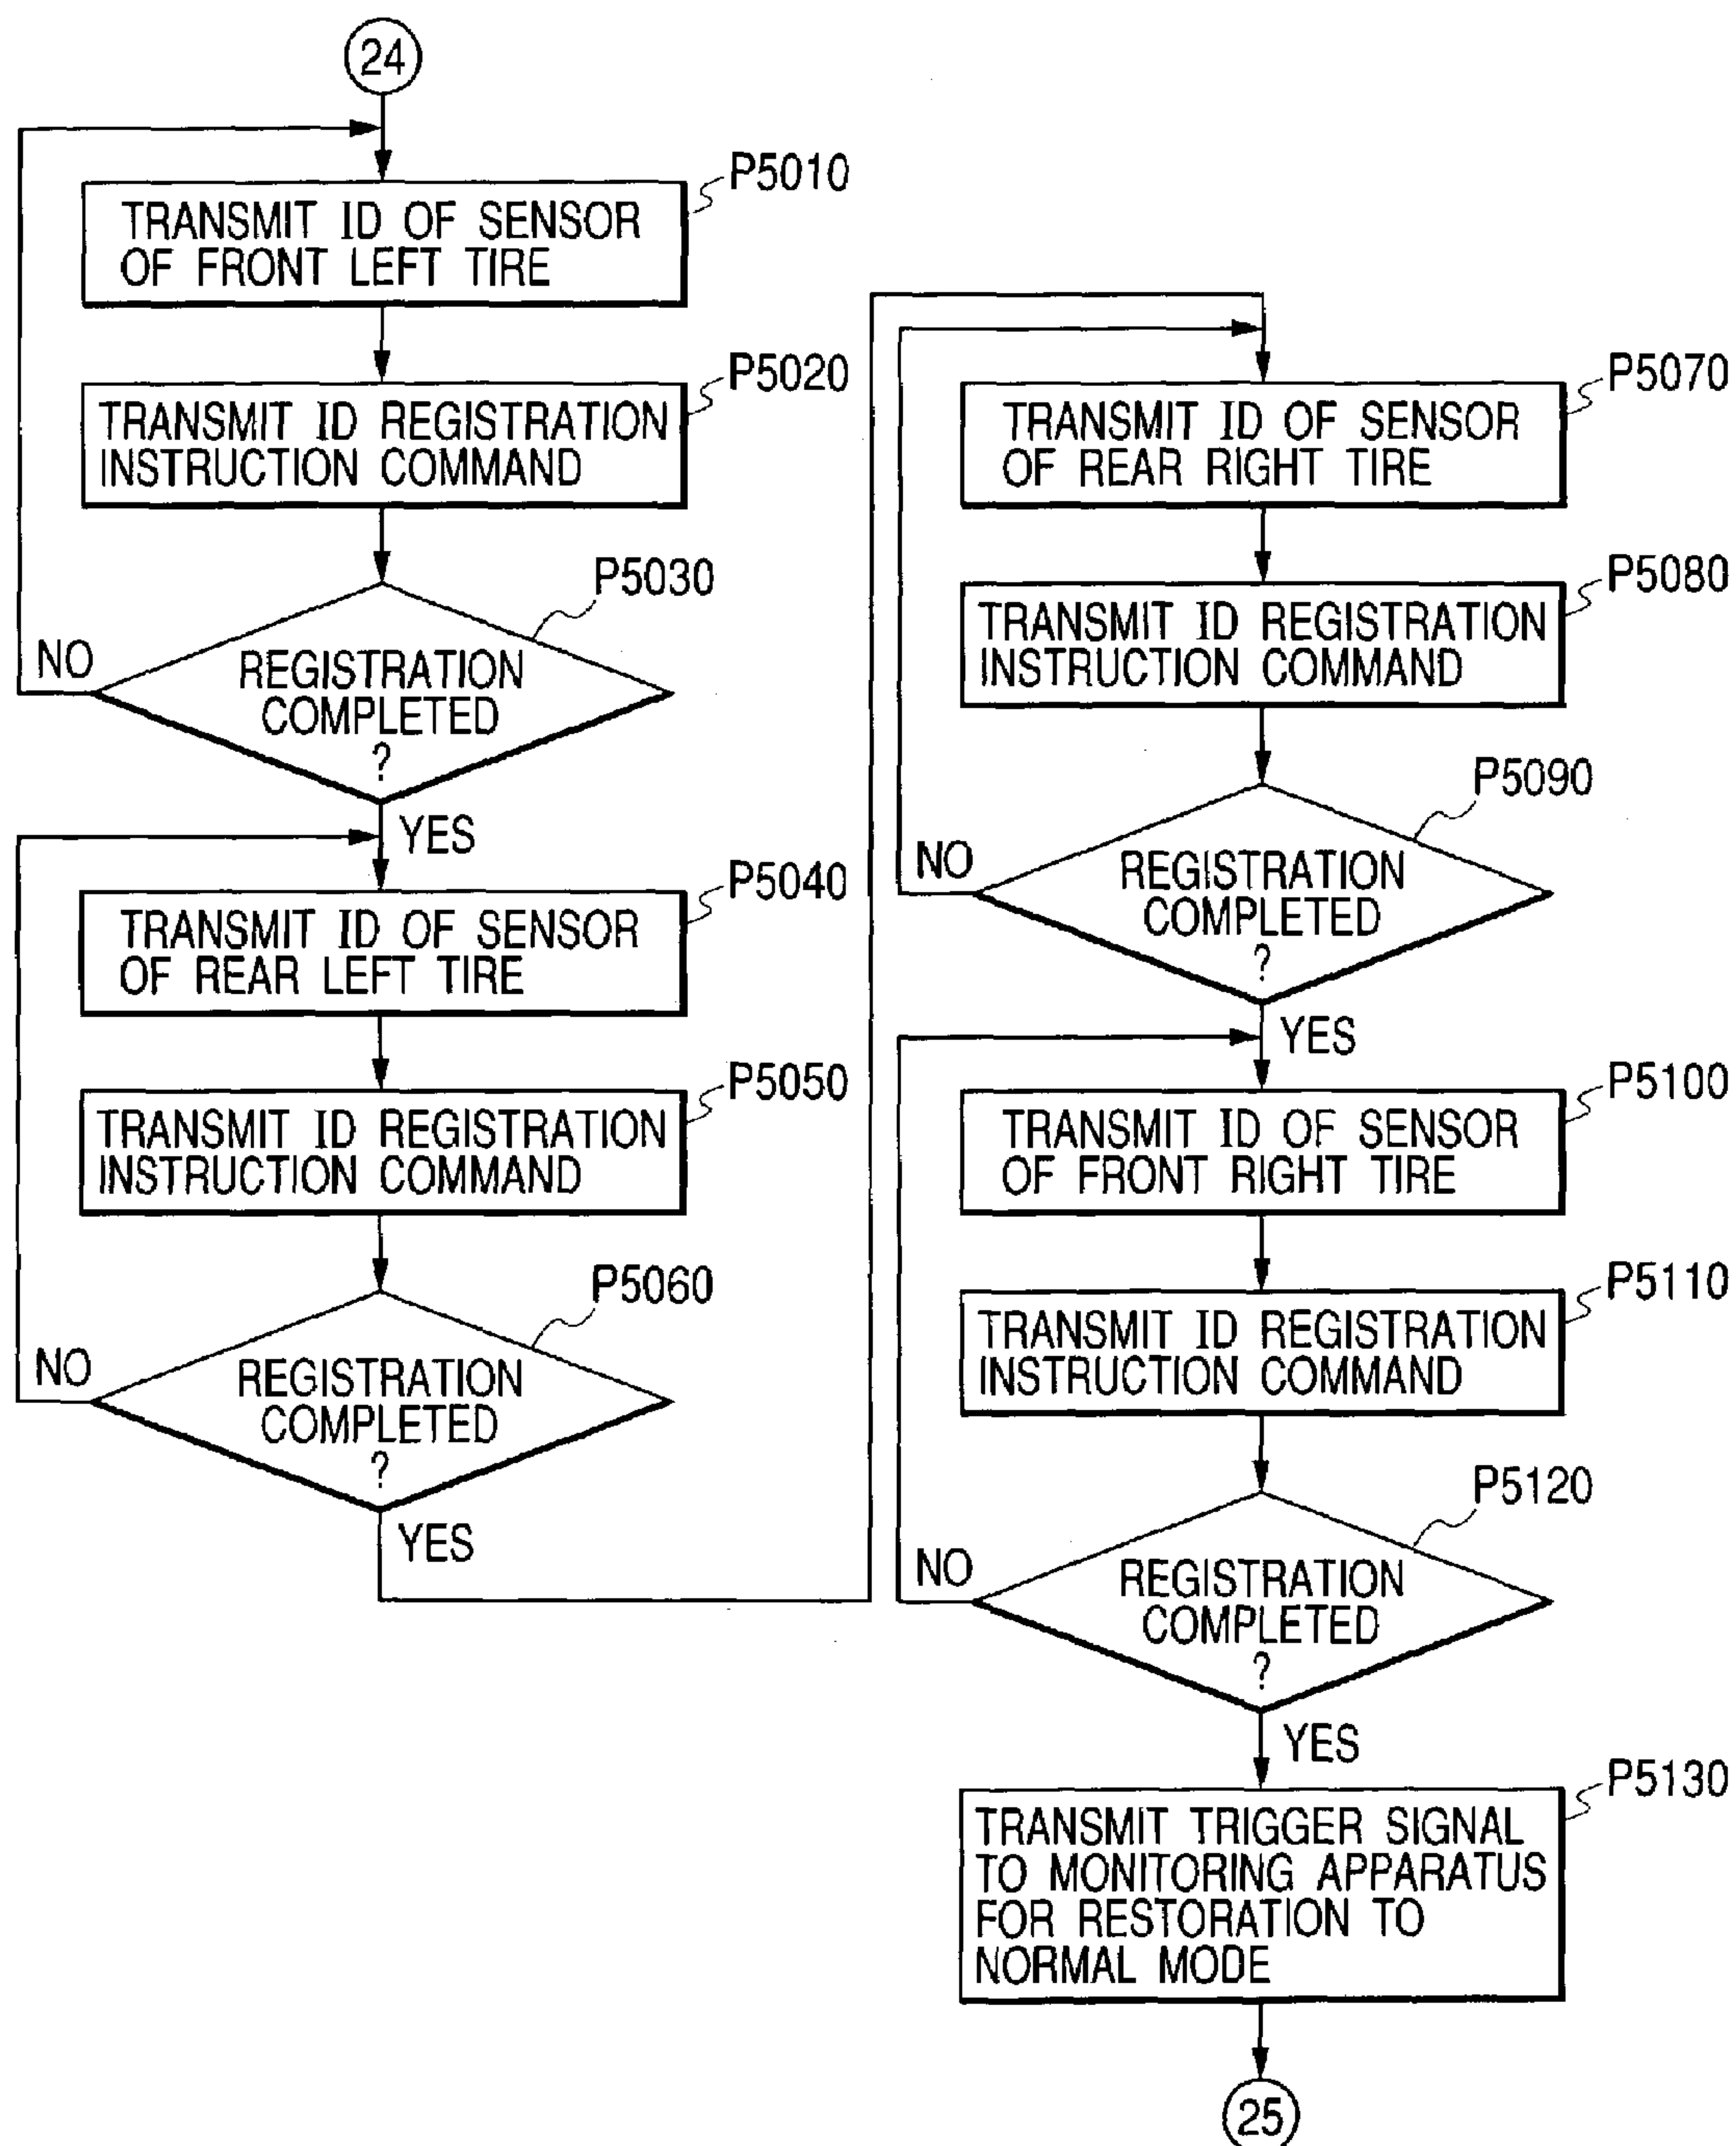 24
P5010
TRANSMIT ID OF SENSOR
OF FRONT LEFT TIRE
P5020
TRANSMIT ID REGISTRATION
INSTRUCTION COMMAND
P5030
NO
REGISTRATION
COMPLETED
?
YES
P5040
TRANSMIT ID OF SENSOR
OF REAR LEFT TIRE
P5050
TRANSMIT ID REGISTRATION
INSTRUCTION COMMAND
P5060
NO
REGISTRATION
COMPLETED
?
YES
P5070
TRANSMIT ID OF SENSOR
OF REAR RIGHT TIRE
P5080
TRANSMIT ID REGISTRATION
INSTRUCTION COMMAND
P5090
NO
REGISTRATION
COMPLETED
?
YES
P5100
TRANSMIT ID OF SENSOR
OF FRONT RIGHT TIRE
P5110
TRANSMIT ID REGISTRATION
INSTRUCTION COMMAND
P5120
NO
REGISTRATION
COMPLETED
?
YES
P5130
TRANSMIT TRIGGER SIGNAL
TO MONITORING APPARATUS
FOR RESTORATION TO
NORMAL MODE
25